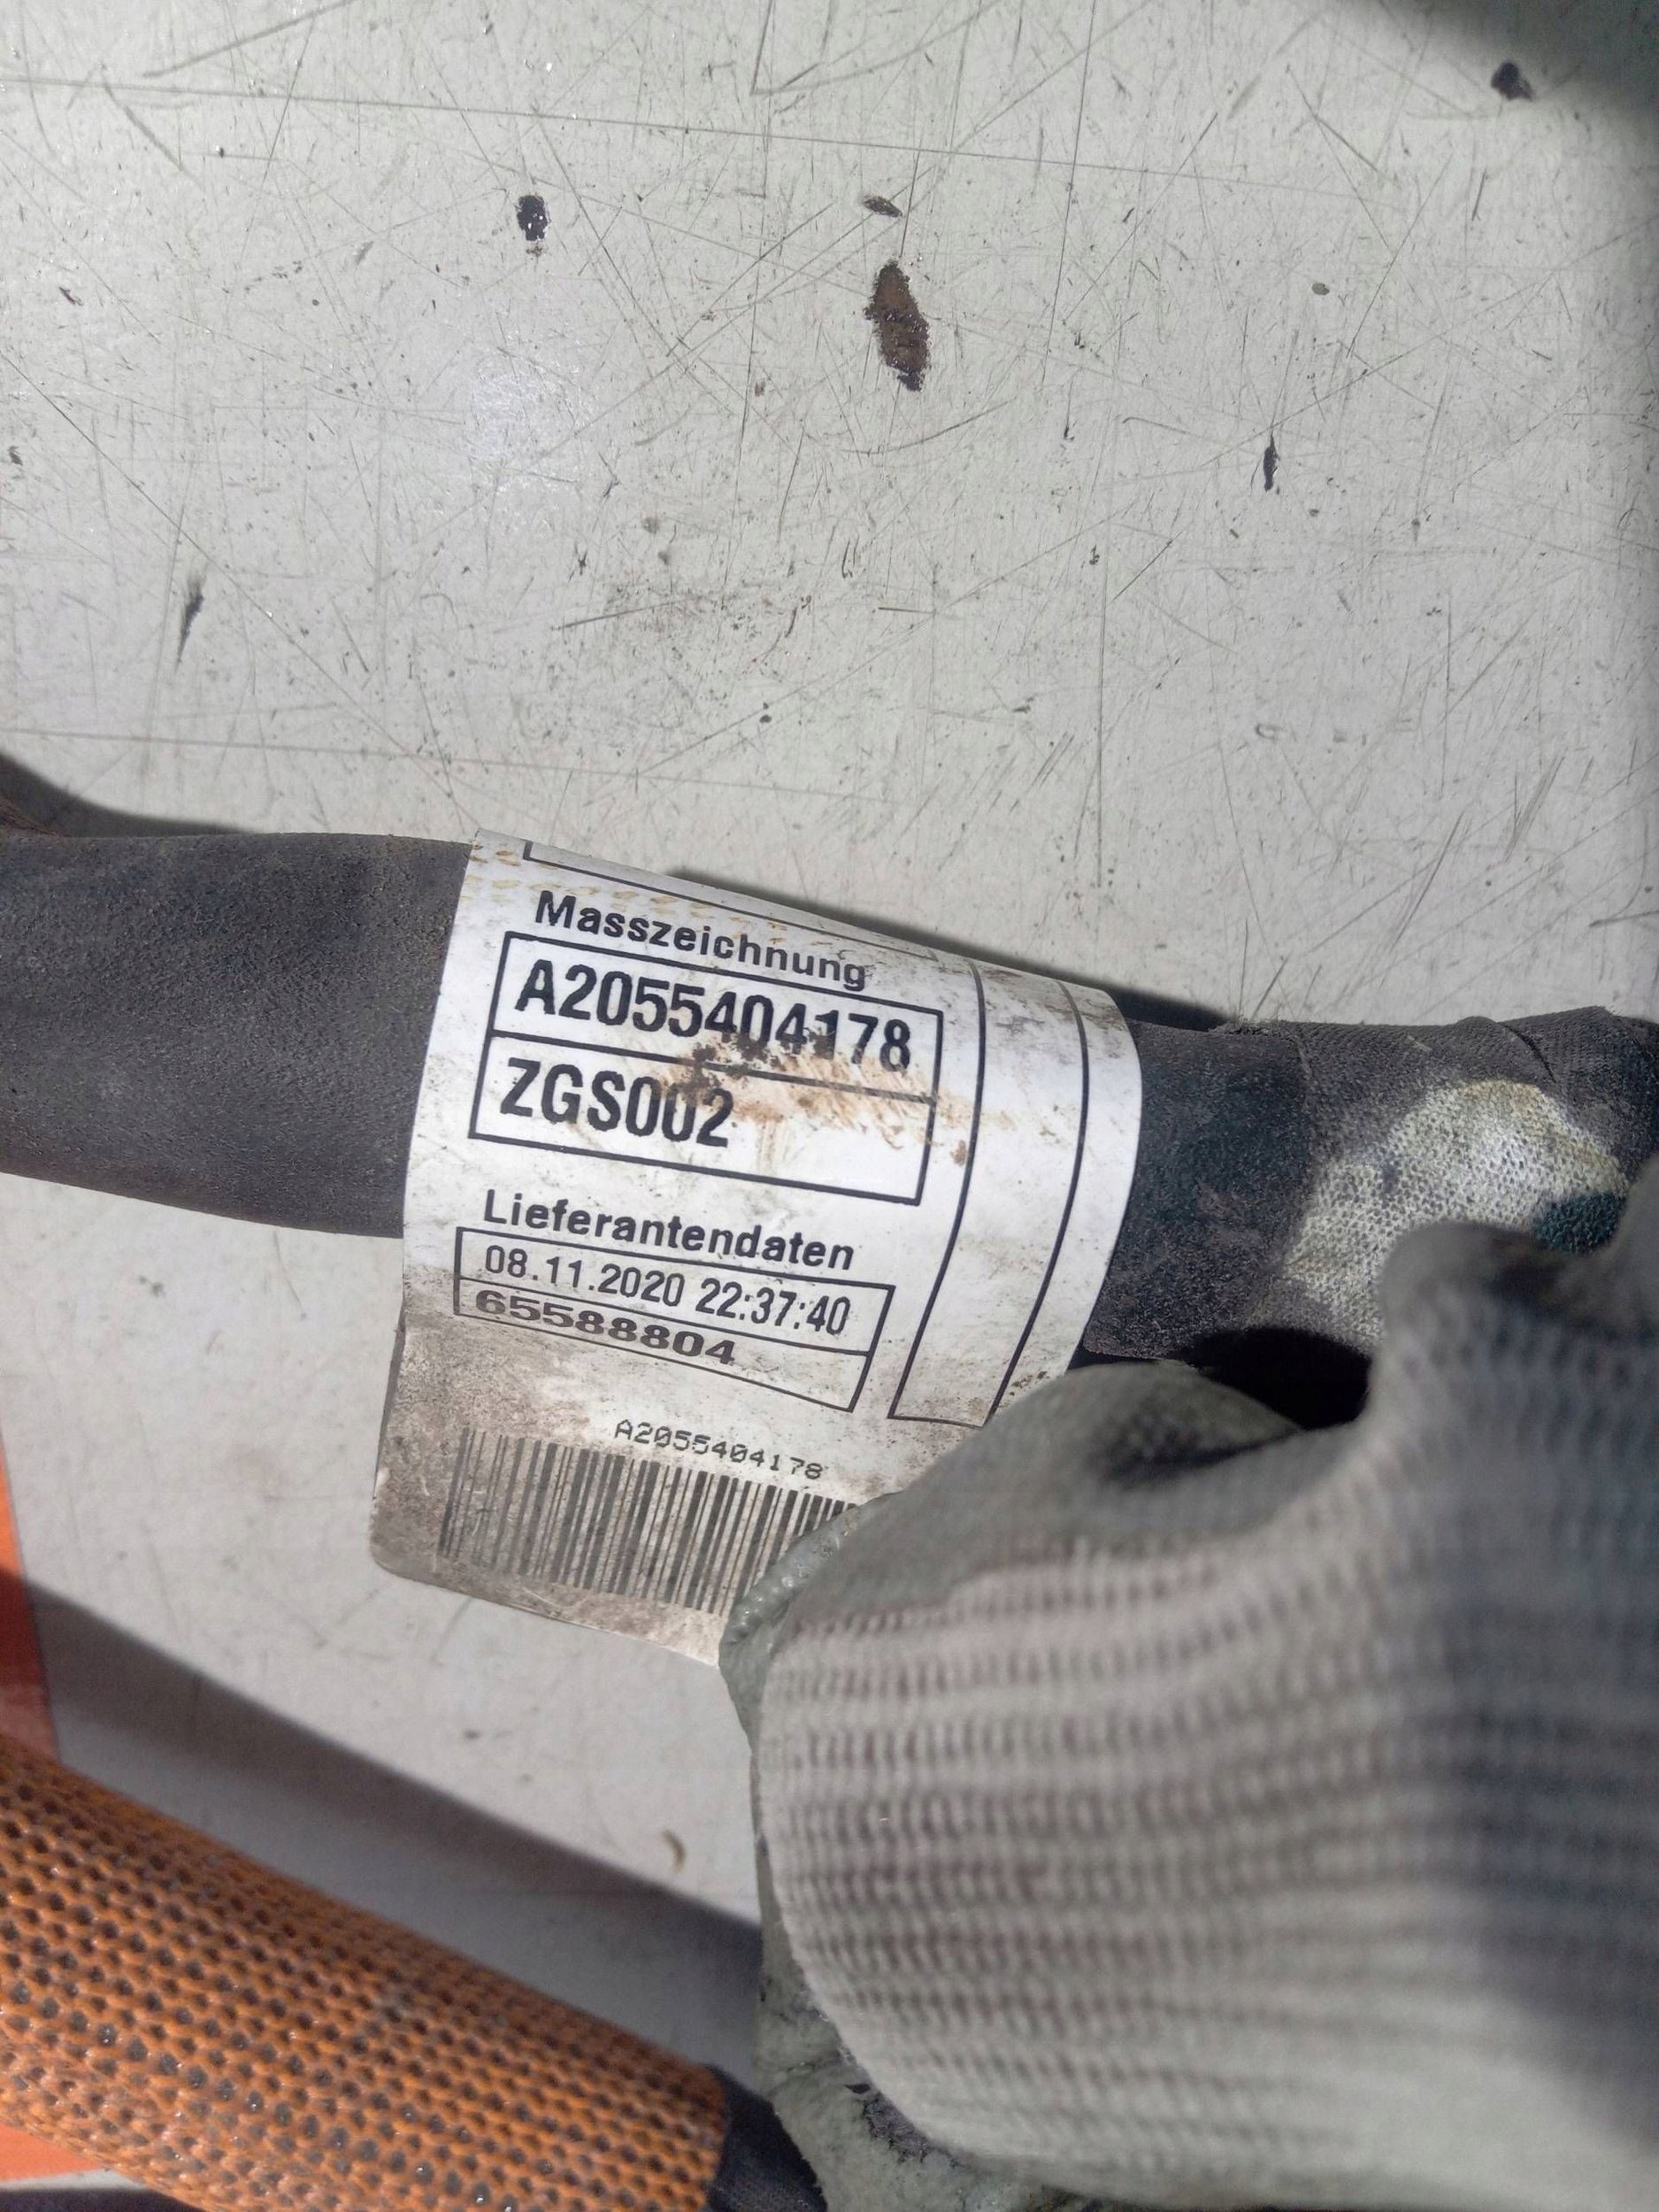 Masszeichnung
A2055404178
ZGS002
Lieferantendaten
08.11.2020 22:37:40
65588804
A2055404178